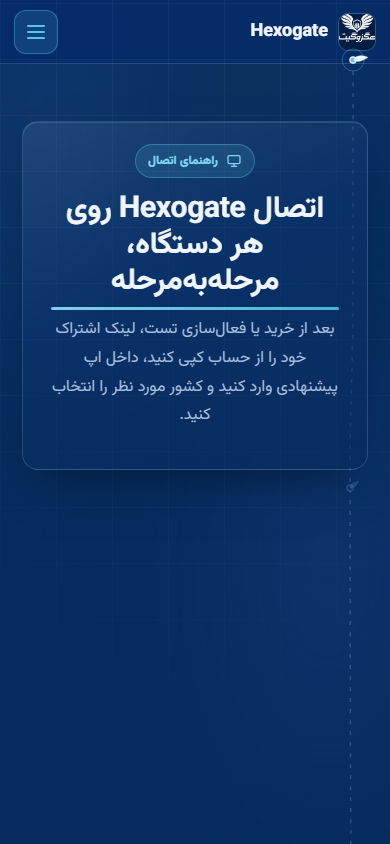 Hexogate
هگزوگیت
راهنمای اتصال
اتصال Hexogate روی
هر دستگاه،
مرحله‌به‌مرحله
بعد از خرید یا فعال‌سازی تست، لینک اشتراک
خود را از حساب کپی کنید، داخل اپ
پیشنهادی وارد کنید و کشور مورد نظر را انتخاب
کنید.